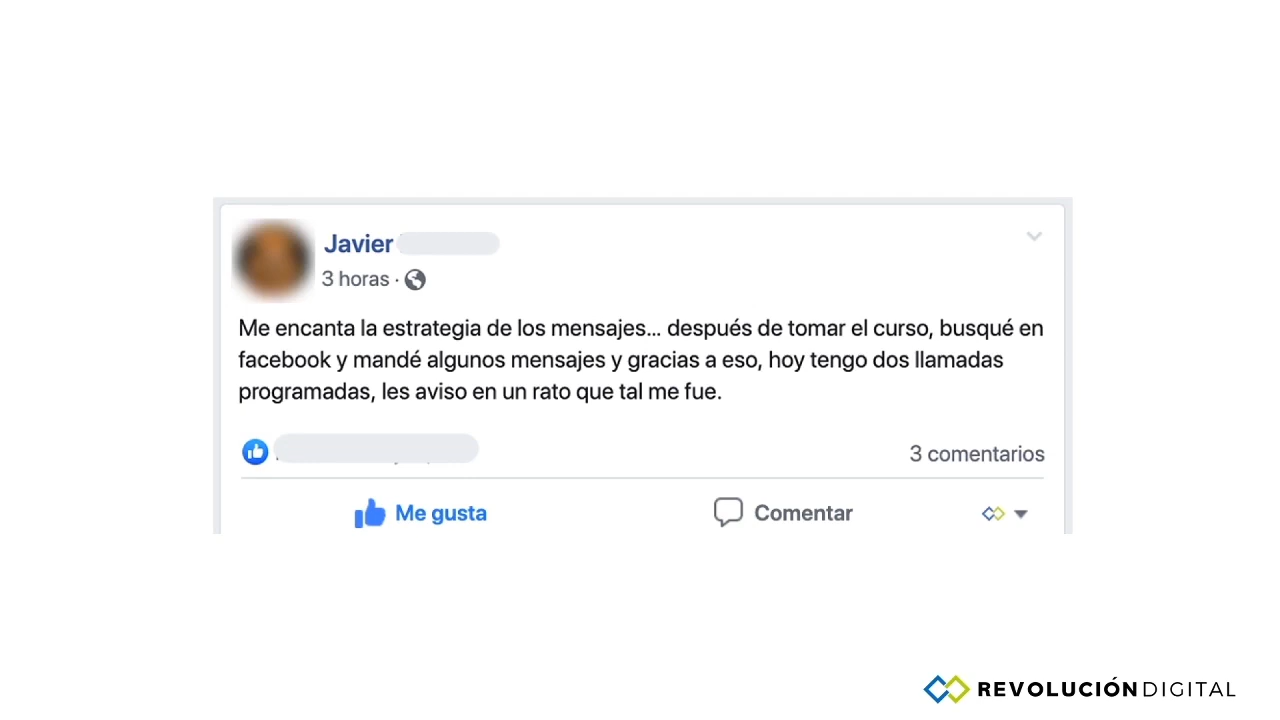 Javier
3 horas ·
Me encanta la estrategia de los mensajes... después de tomar el curso, busqué en
facebook y mandé algunos mensajes y gracias a eso, hoy tengo dos llamadas
programadas, les aviso en un rato que tal me fue.
3 comentarios
Me gusta
Comentar
REVOLUCIÓN DIGITAL